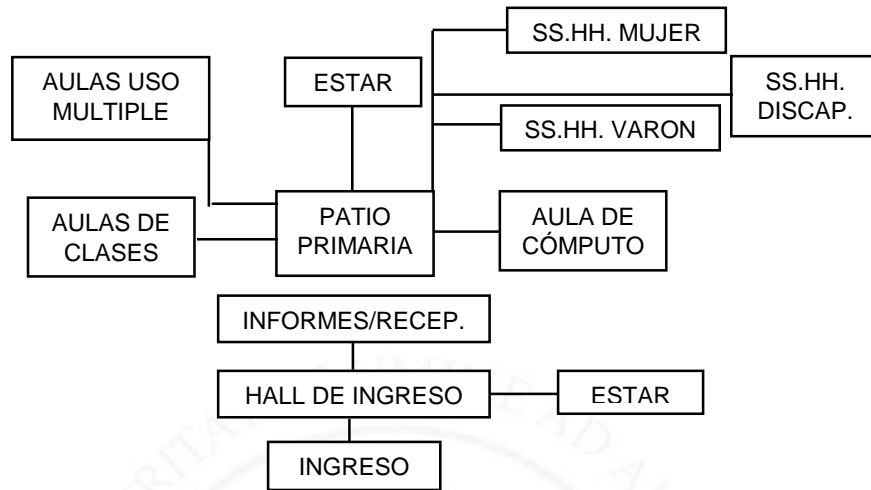 SS.HH. MUJER
AULAS USO
MULTIPLE
ESTAR
SS.HH.
DISCAP.
SS.HH. VARON
AULAS DE
CLASES
PATIO
PRIMARIA
AULA DE
CÓMPUTO
INFORMES/RECEP.
HALL DE INGRESO
ESTAR
INGRESO